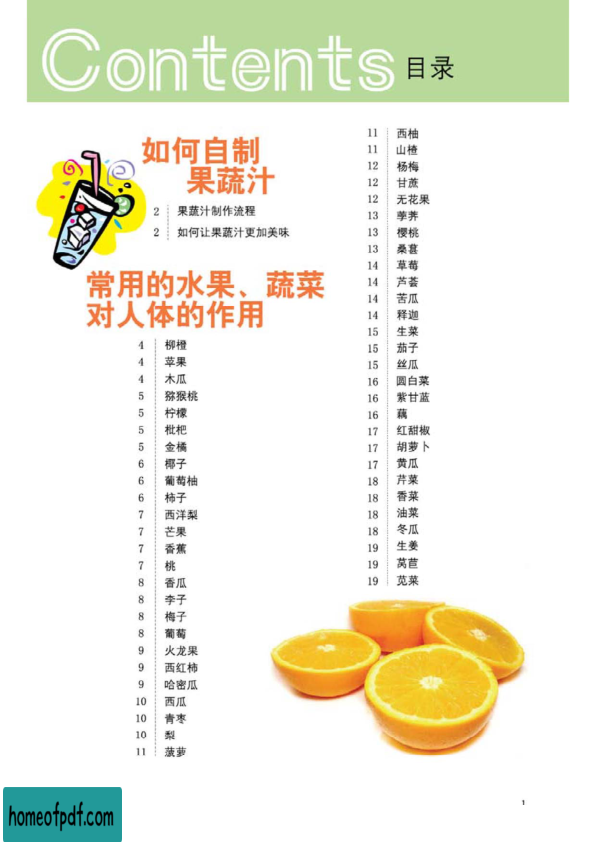 Contents 目录
如何自制
果蔬汁
2 果蔬汁制作流程
2 如何让果蔬汁更加美味
常用的水果、蔬菜
对人体的作用
4 柳橙
4 苹果
4 木瓜
5 猕猴桃
5 柠檬
5 枇杷
5 金橘
6 椰子
6 葡萄柚
6 柿子
7 西洋梨
7 芒果
7 香蕉
7 桃
8 香瓜
8 李子
8 梅子
8 葡萄
9 火龙果
9 西红柿
9 哈密瓜
10 西瓜
10 青枣
10 梨
11 菠萝
11 西柚
11 山楂
12 杨梅
12 甘蔗
12 无花果
13 荸荠
13 樱桃
13 桑葚
14 草莓
14 芦荟
14 苦瓜
14 释迦
15 生菜
15 茄子
15 丝瓜
16 圆白菜
16 紫甘蓝
16 藕
17 红甜椒
17 胡萝卜
17 黄瓜
18 芹菜
18 香菜
18 油菜
18 冬瓜
19 生姜
19 莴苣
19 苋菜
1
homeofpdf.com